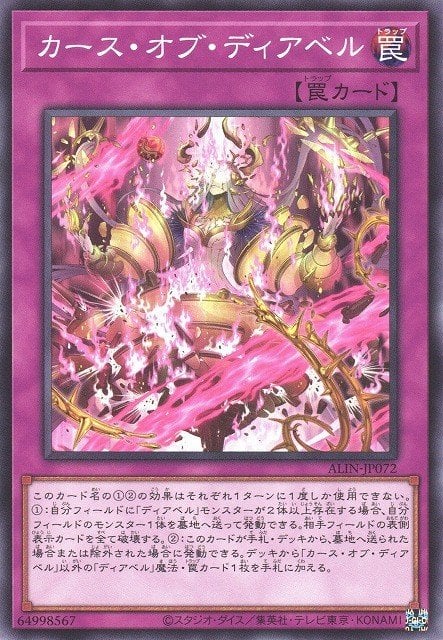 カース・オブ・ディアベル 罠
トラップ
【罠カード】
トラップ
ALIN-JP072
このカード名の①②の効果はそれぞれ1ターンに1度しか使用できない。
①:自分フィールドに「ディアベル」モンスターが2体以上存在する場合、自分
フィールドのモンスター1体を墓地へ送って発動できる。相手フィールドの表側
表示カードを全て破壊する。②:このカードが手札・デッキから、墓地へ送られた
場合または除外された場合に発動できる。デッキから「カース・オブ・ディア
ベル」以外の「ディアベル」魔法・罠カード1枚を手札に加える。
64998567
©スタジオ・ダイス/集英社・テレビ東京・KONAMI